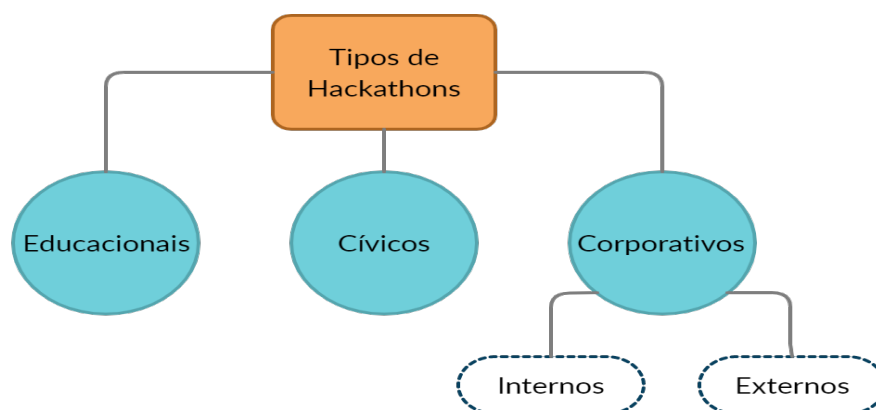 Tipos de
Hackathons
Educacionais
Cívicos
Corporativos
Internos
Externos